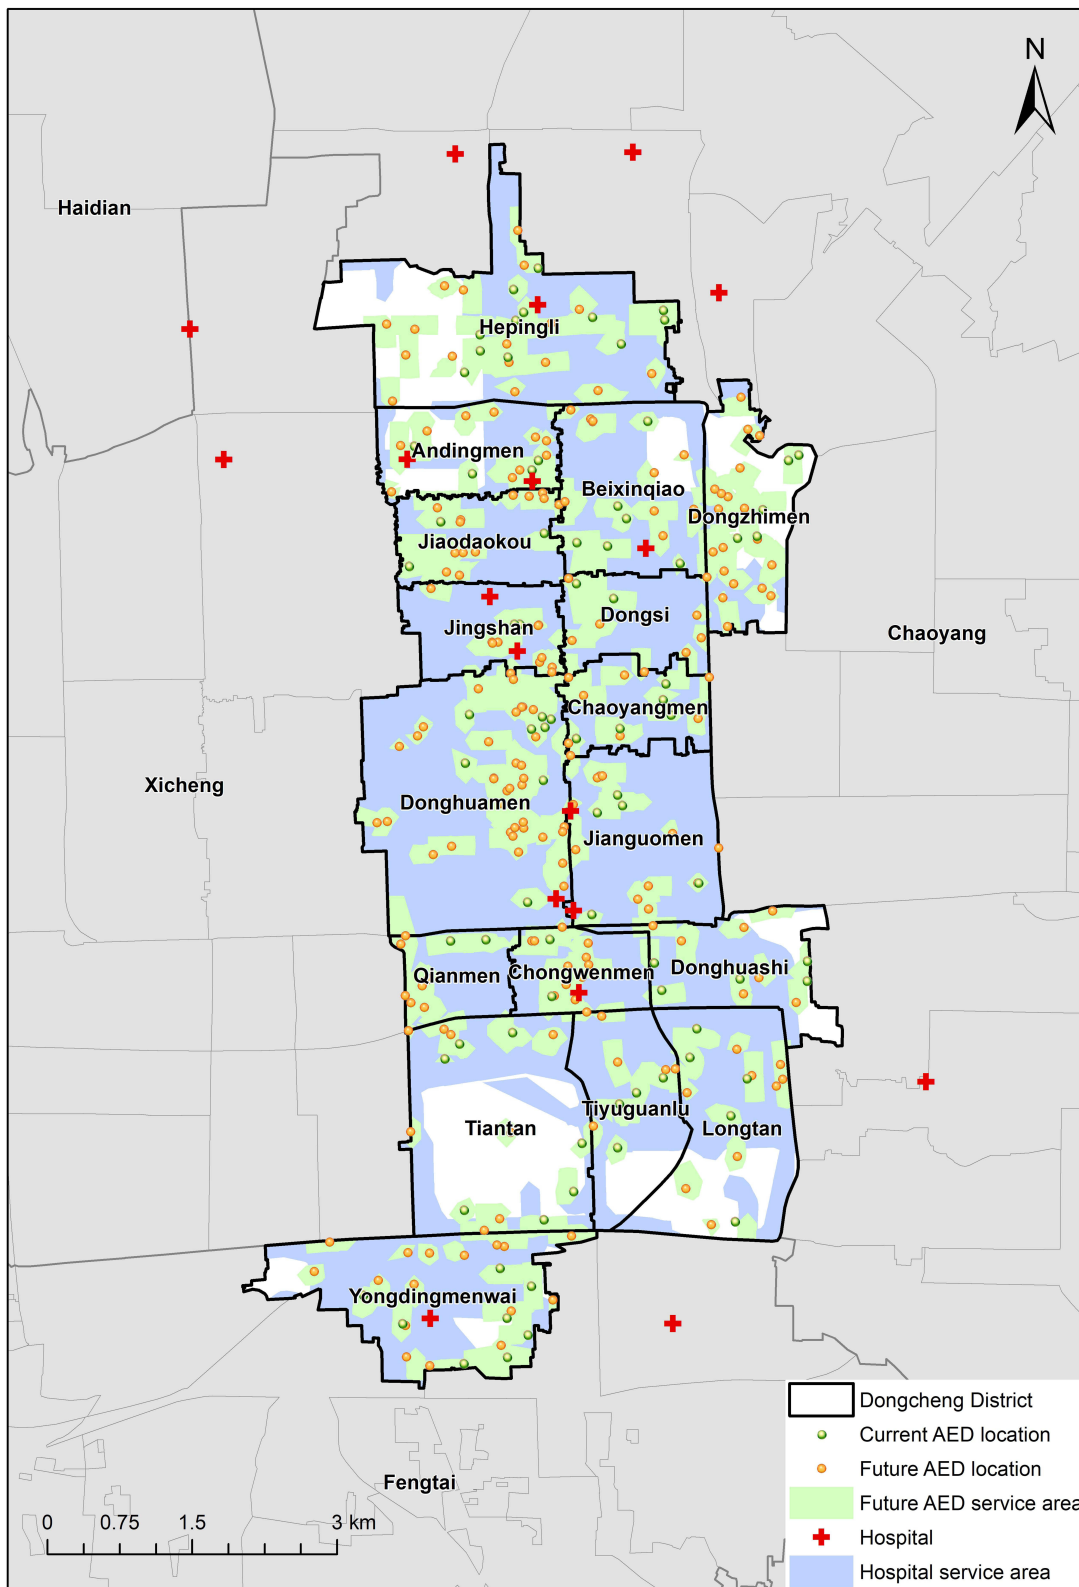 N
Haidian
Hepingli
Andingmen
Beixinqiao
Dongzhimen
Jiaodaokou
Dongsi
Jingshan
Chaoyang
Chaoyangmen
Xicheng
Donghuamen
Jianguomen
Qianmen
Chongwenmen
Donghuashi
Tiyuguanlu
Tiantan
Longtan
Yongdingmenwai
Fengtai
0 0.75 1.5 3 km
Dongcheng District
Current AED location
Future AED location
Future AED service area
Hospital
Hospital service area